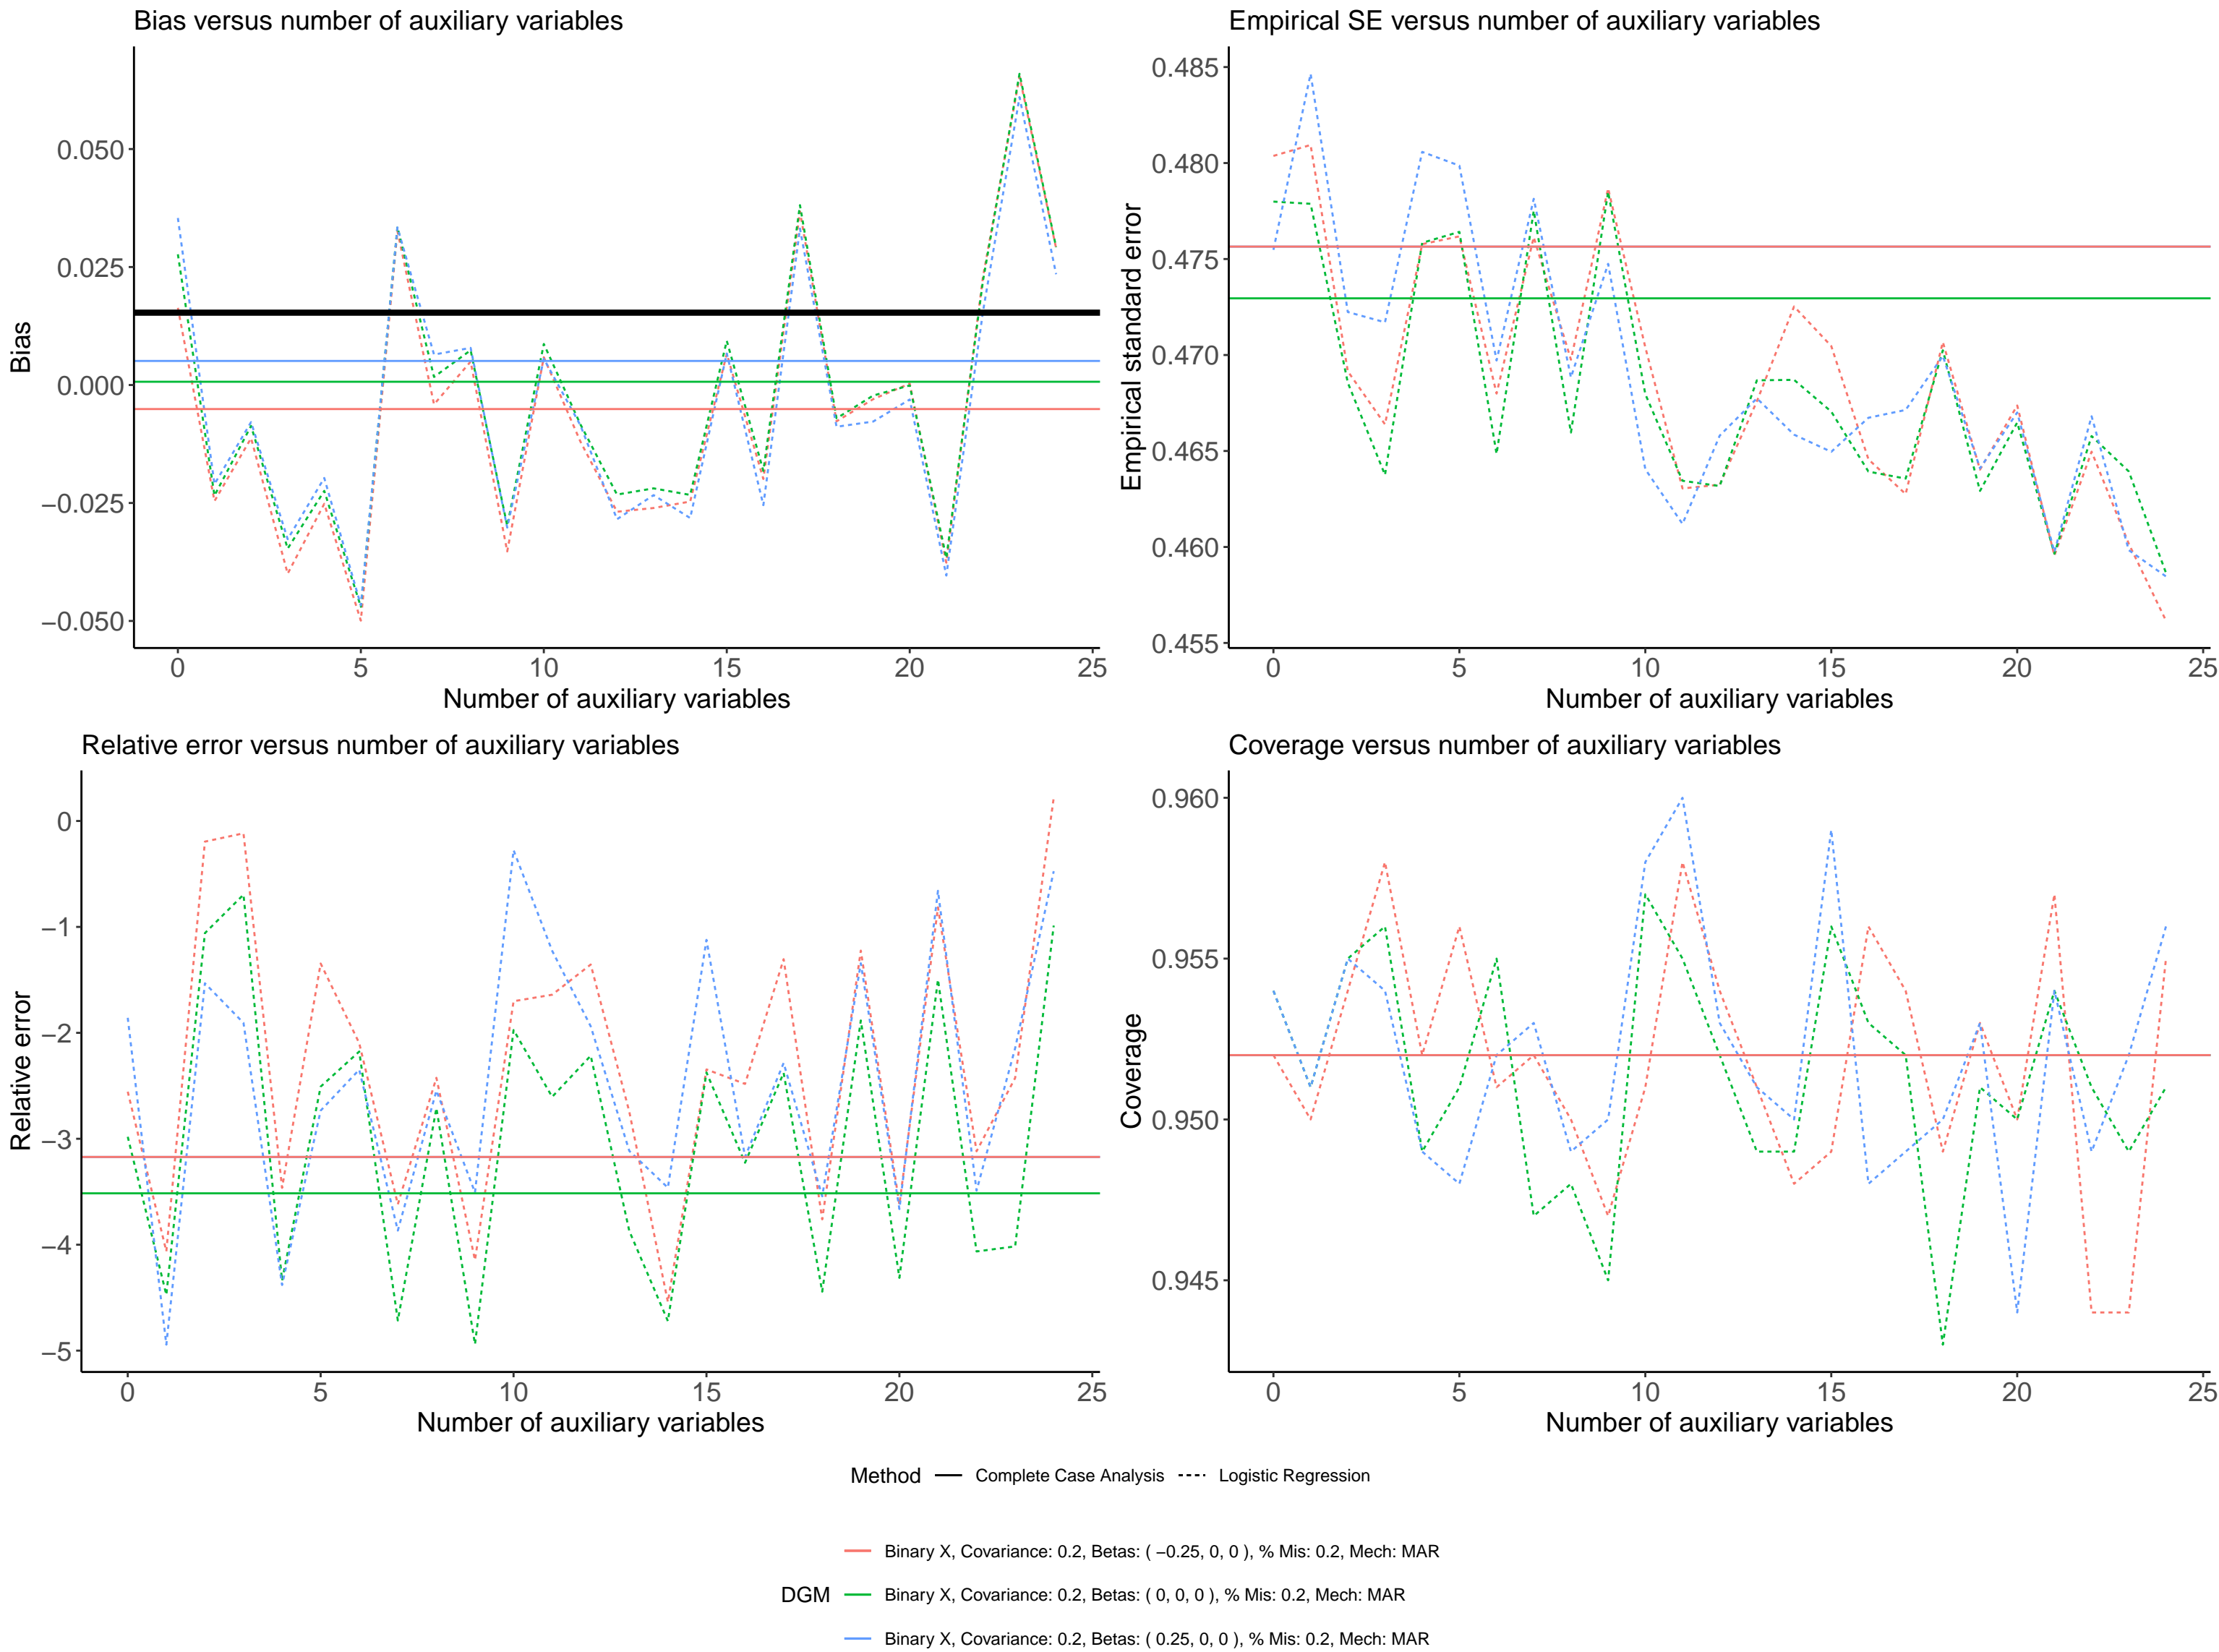 Bias versus number of auxiliary variables
Bias
0.050
0.025
0.000
−0.025
−0.050
0 5 10 15 20 25
Number of auxiliary variables
Empirical SE versus number of auxiliary variables
Empirical standard error
0.485
0.480
0.475
0.470
0.465
0.460
0.455
0 5 10 15 20 25
Number of auxiliary variables
Relative error versus number of auxiliary variables
Relative error
0
−1
−2
−3
−4
−5
0 5 10 15 20 25
Number of auxiliary variables
Coverage versus number of auxiliary variables
Coverage
0.960
0.955
0.950
0.945
0 5 10 15 20 25
Number of auxiliary variables
Method Complete Case Analysis Logistic Regression
DGM
Binary X, Covariance: 0.2, Betas: ( −0.25, 0, 0 ), % Mis: 0.2, Mech: MAR
Binary X, Covariance: 0.2, Betas: ( 0, 0, 0 ), % Mis: 0.2, Mech: MAR
Binary X, Covariance: 0.2, Betas: ( 0.25, 0, 0 ), % Mis: 0.2, Mech: MAR